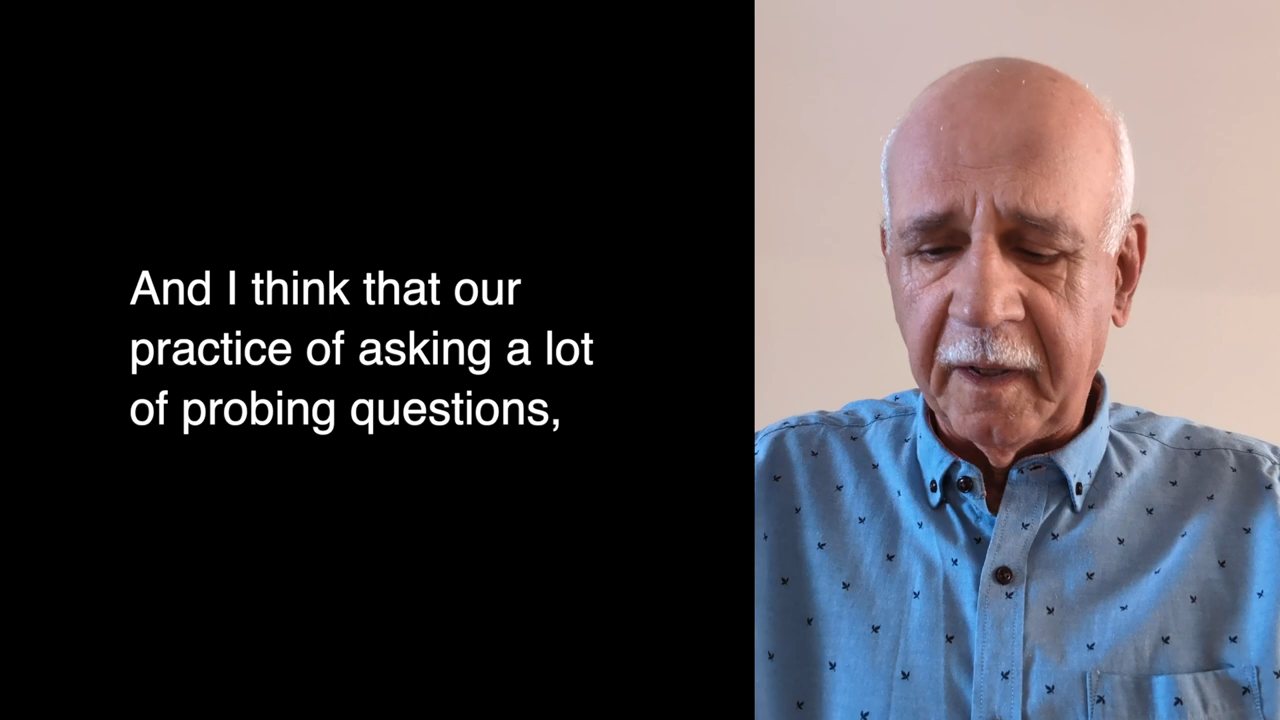 And I think that our
practice of asking a lot
of probing questions,